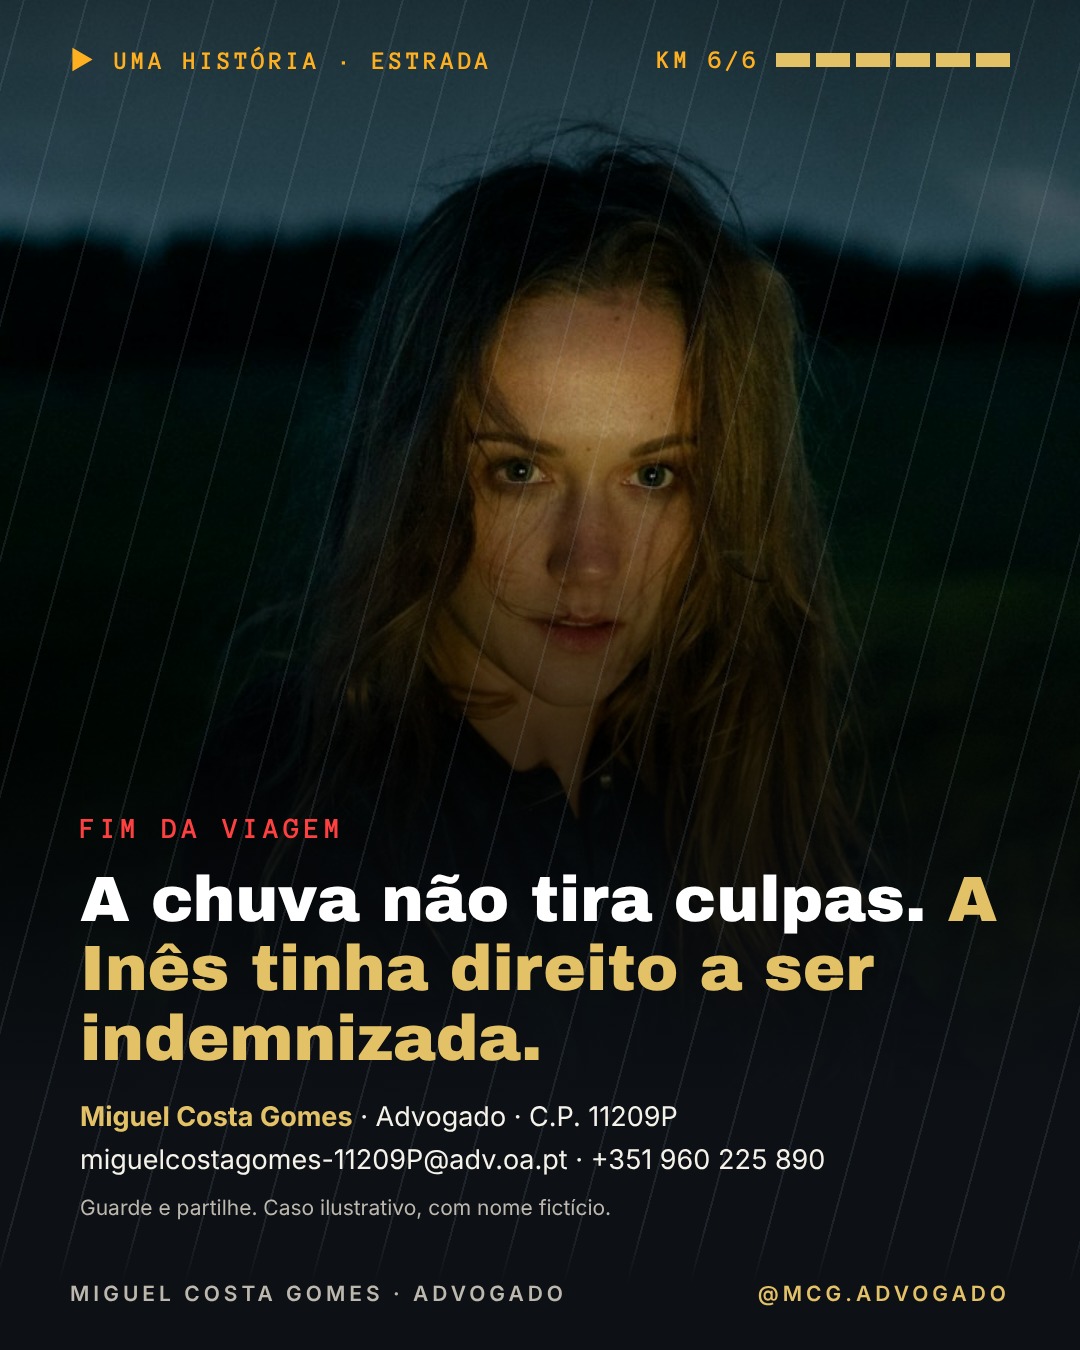 ▶ UMA HISTÓRIA · ESTRADA
KM 6/6
FIM DA VIAGEM
A chuva não tira culpas. A
Inês tinha direito a ser
indemnizada.
Miguel Costa Gomes · Advogado · C.P. 11209P
miguelcostagomes-11209P@adv.oa.pt · +351 960 225 890
Guarde e partilhe. Caso ilustrativo, com nome fictício.
MIGUEL COSTA GOMES · ADVOGADO
@MCG.ADVOGADO